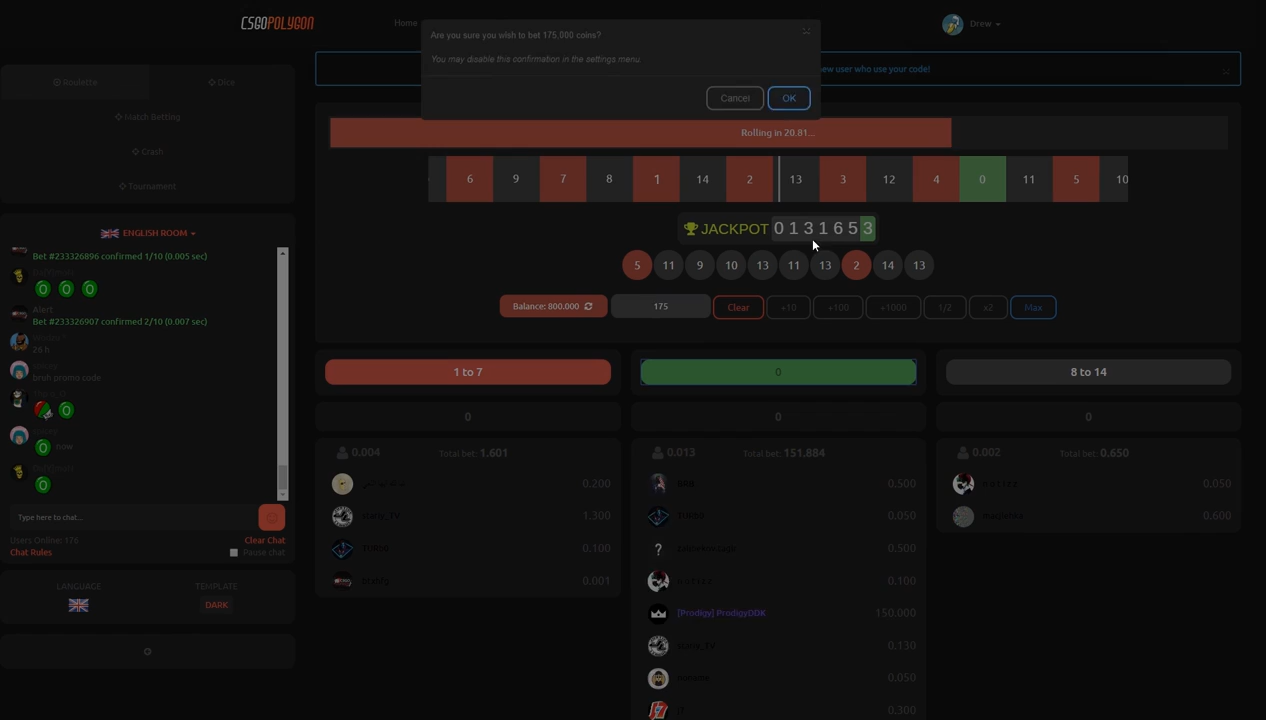 CSGOPOLYGON
Home
Drew
Are you sure you wish to bet 175,000 coins?
You may disable this confirmation in the settings menu
Cancel
OK
new user who use your code!
Roulette
Dice
Match Betting
Crash
Tournament
Rolling in 20.81...
6 9 7 8 1 14 2 13 3 12 4 0 11 5 10
JACKPOT 0 1 3 1 6 5 3
5 11 9 10 13 11 13 2 14 13
Balance: 800.000
175
Clear
+10
+100
+1000
1/2
x2
Max
ENGLISH ROOM
Bet #233326896 confirmed 1/10 (0.005 sec)
0 0 0
Alert
Bet #233326907 confirmed 2/10 (0.007 sec)
26 h
bruh promo code
0
0 now
0
Type here to chat...
Users Online: 176
Clear Chat
Chat Rules
Pause chat
LANGUAGE
TEMPLATE
DARK
1 to 7
0
8 to 14
0
0
0
0.004
Total bet: 1.601
0.200
1.300
0.100
0.001
0.013
Total bet: 151.884
0.500
0.050
0.500
0.100
[Prodigy] ProdigyDDK
150.000
0.130
0.050
0.300
0.002
Total bet: 0.650
0.050
0.600